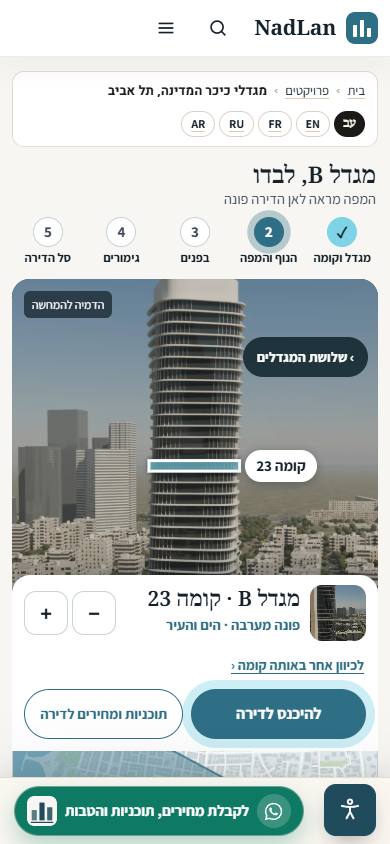 NadLan
בית › פרויקטים › מגדלי כיכר המדינה, תל אביב
עב EN FR RU AR
מגדל B, לבדו
המפה מראה לאן הדירה פונה
✓ 2 3 4 5
מגדל וקומה הנוף והמפה בפנים גימורים סל הדירה
הדמיה להמחשה
‹ שלושת המגדלים
קומה 23
מגדל B · קומה 23
פונה מערבה · הים והעיר
− +
לכיוון אחר באותה קומה ‹
להיכנס לדירה
תוכניות ומחירים לדירה
לקבלת מחירים, תוכניות והטבות